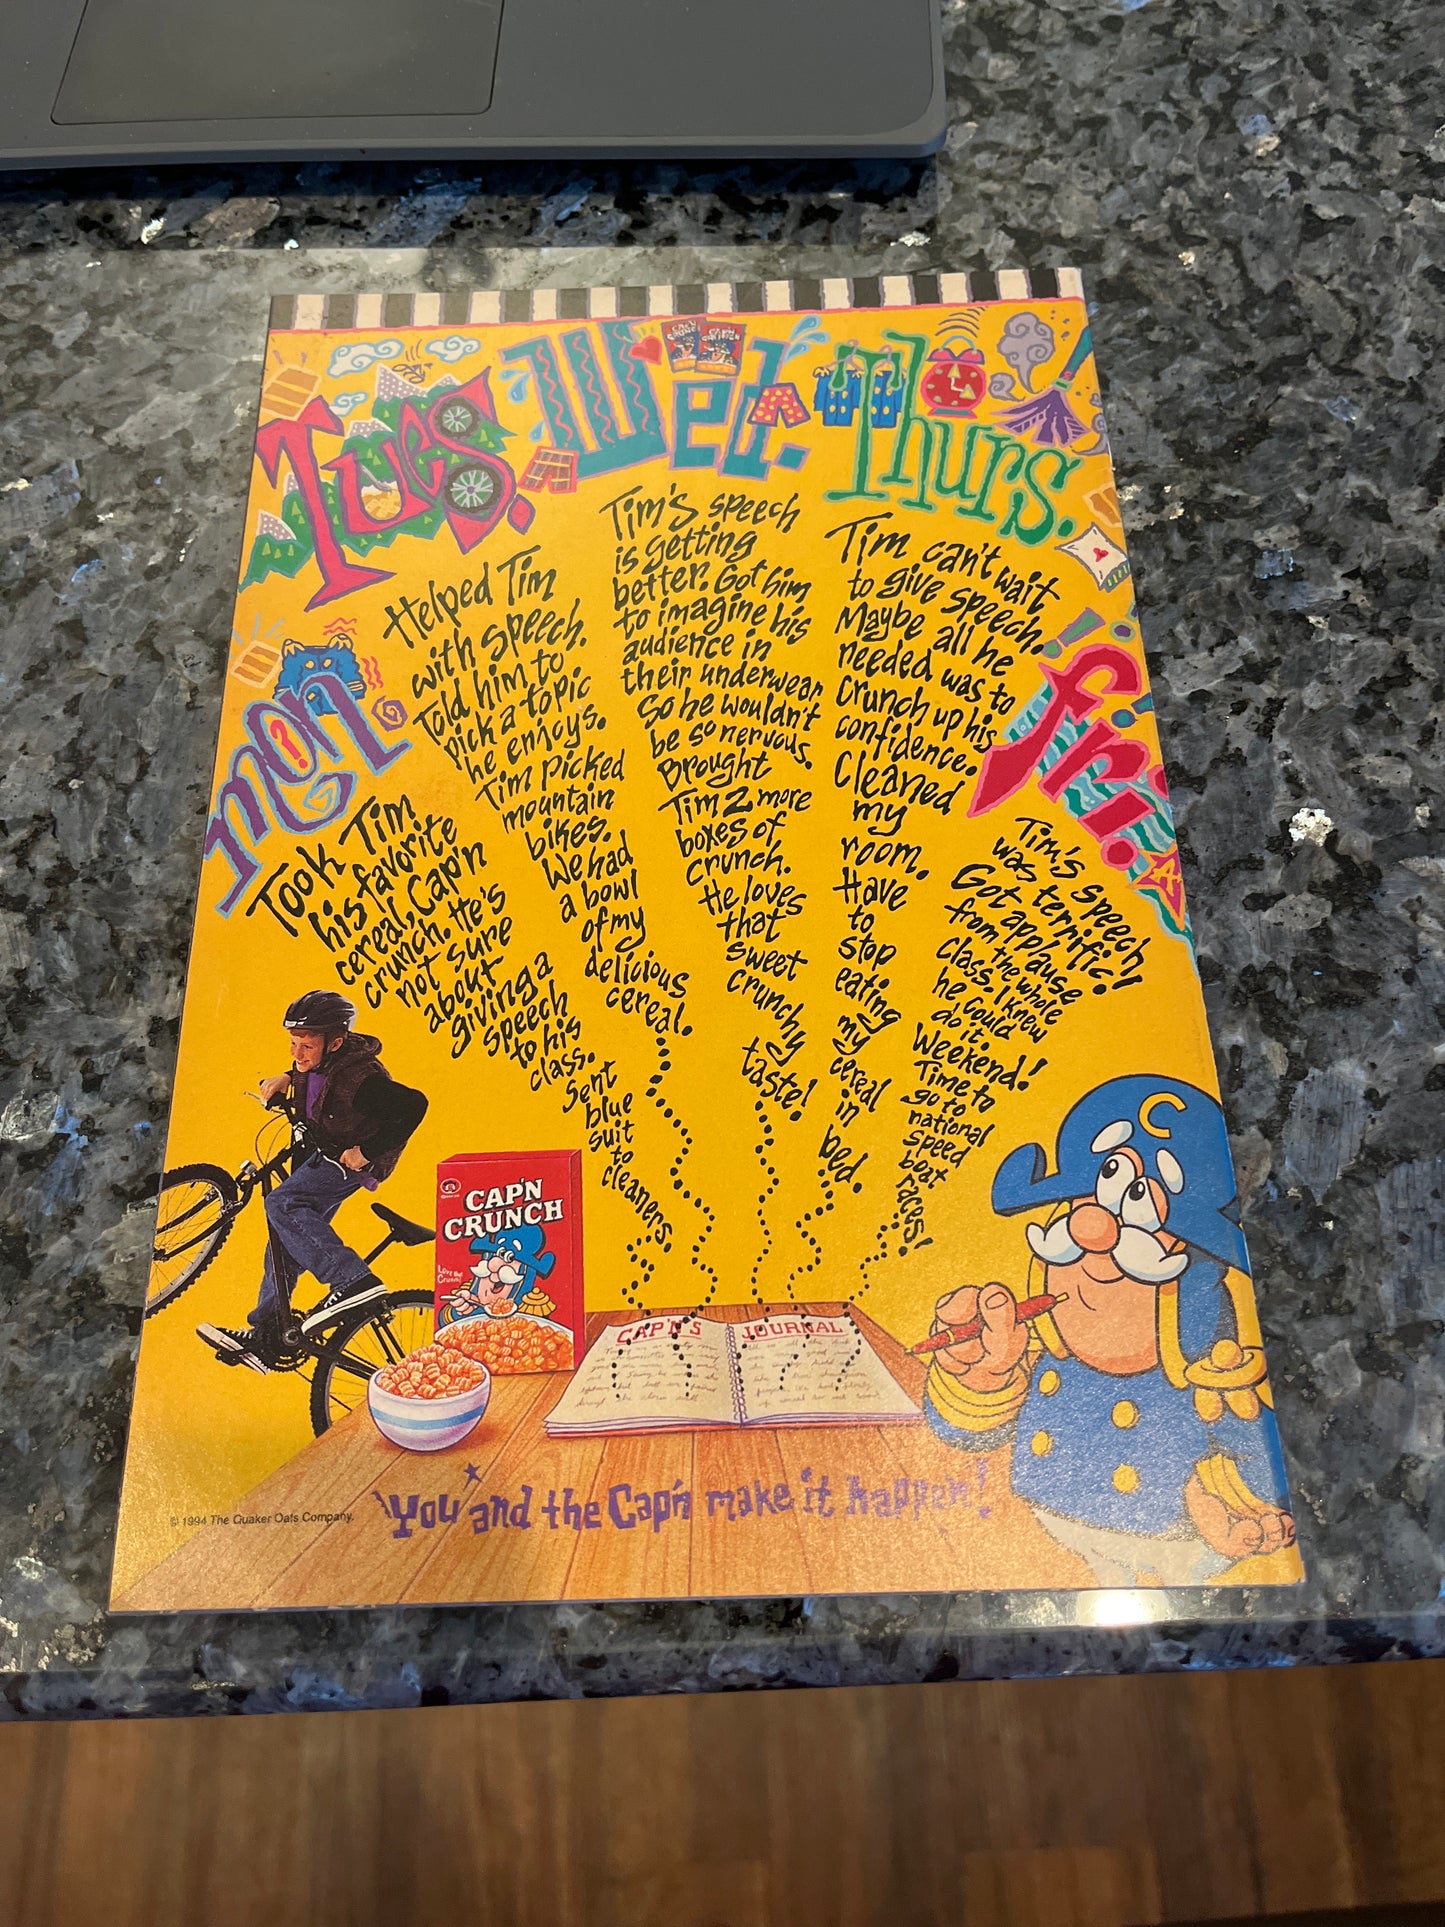 Mon
Took Tim
his favorite
cereal, Cap'n
crunch. He's
not sure
about
giving a
speech
to his
class.
Sent
blue
suit
to
cleaners.
Tues.
Helped Tim
with speech.
Told him to
pick a topic
he enjoys.
Tim picked
mountain
bikes.
We had
a bowl
of my
delicious
cereal.
Wed.
Tim's speech
is getting
better. Got him
to imagine his
audience in
their underwear
so he wouldn't
be so nervous.
Brought
Tim 2 more
boxes of
crunch.
He loves
that
sweet
crunchy
taste!
Thurs.
Tim can't wait
to give speech.
Maybe all he
needed was to
crunch up his
confidence.
Cleaned
my
room.
Have
to
stop
eating
my
cereal
in
bed.
Fri.
Tim's speech
was terrific!
Got applause
from the whole
class. I knew
he could
do it.
Weekend!
Time to
go to
national
speed
boat
races!
CAP'N
CRUNCH
CAP'N'S JOURNAL
C
You and the Cap'n make it happen!
© 1994 The Quaker Oats Company.